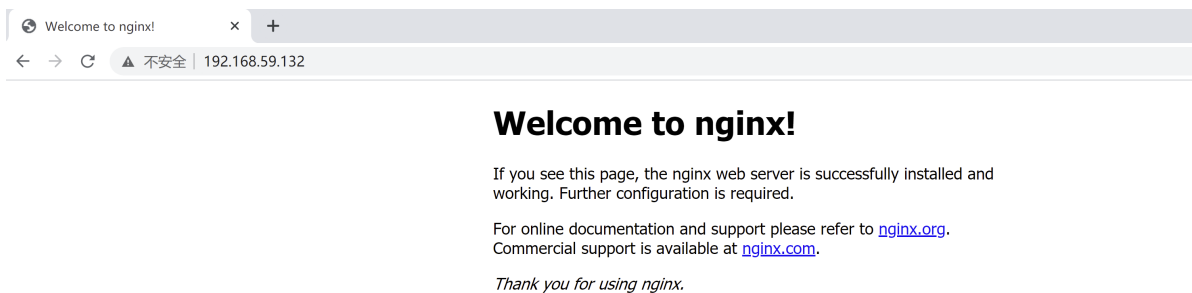 Welcome to nginx!
不安全 192.168.59.132
Welcome to nginx!
If you see this page, the nginx web server is successfully installed and
working. Further configuration is required.
For online documentation and support please refer to nginx.org.
Commercial support is available at nginx.com.
Thank you for using nginx.